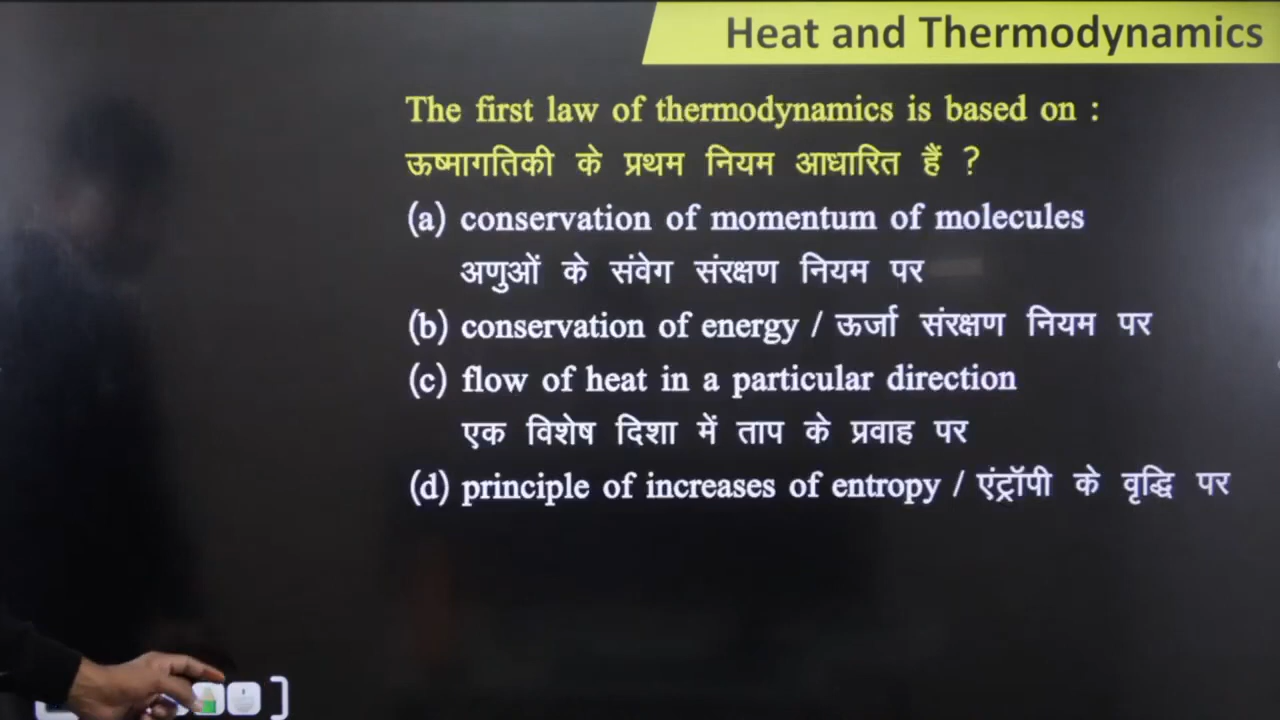 Heat and Thermodynamics
The first law of thermodynamics is based on :
ऊष्मागतिकी के प्रथम नियम आधारित हैं ?
(a) conservation of momentum of molecules
अणुओं के संवेग संरक्षण नियम पर
(b) conservation of energy / ऊर्जा संरक्षण नियम पर
(c) flow of heat in a particular direction
एक विशेष दिशा में ताप के प्रवाह पर
(d) principle of increases of entropy / एंट्रॉपी के वृद्धि पर